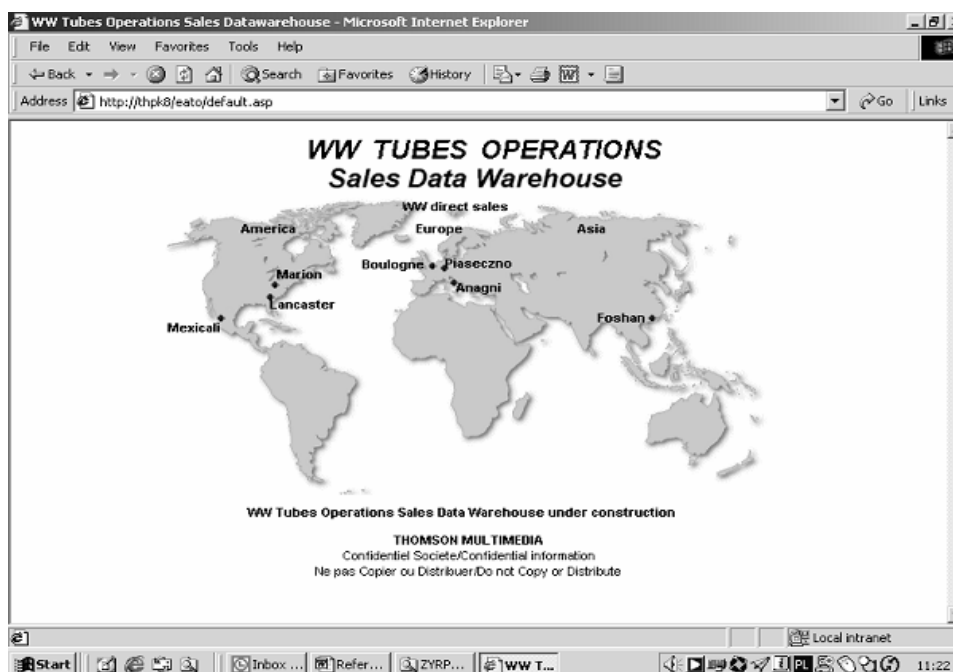 WW Tubes Operations Sales Datawarehouse - Microsoft Internet Explorer
File Edit View Favorites Tools Help
Back Search Favorites History
Address http://thpk8/eato/default.asp Go Links
WW TUBES OPERATIONS
Sales Data Warehouse
WW direct sales
America Europe Asia
Boulogne Piaseczno
Marion
Anagni
Lancaster
Foshan
Mexicali
WW Tubes Operations Sales Data Warehouse under construction
THOMSON MULTIMEDIA
Confidentiel Societe/Confidential information
Ne pas Copier ou Distribuer/Do not Copy or Distribute
Local intranet
Start Inbox ... Refer... ZYRP... WW T... PL 11:22